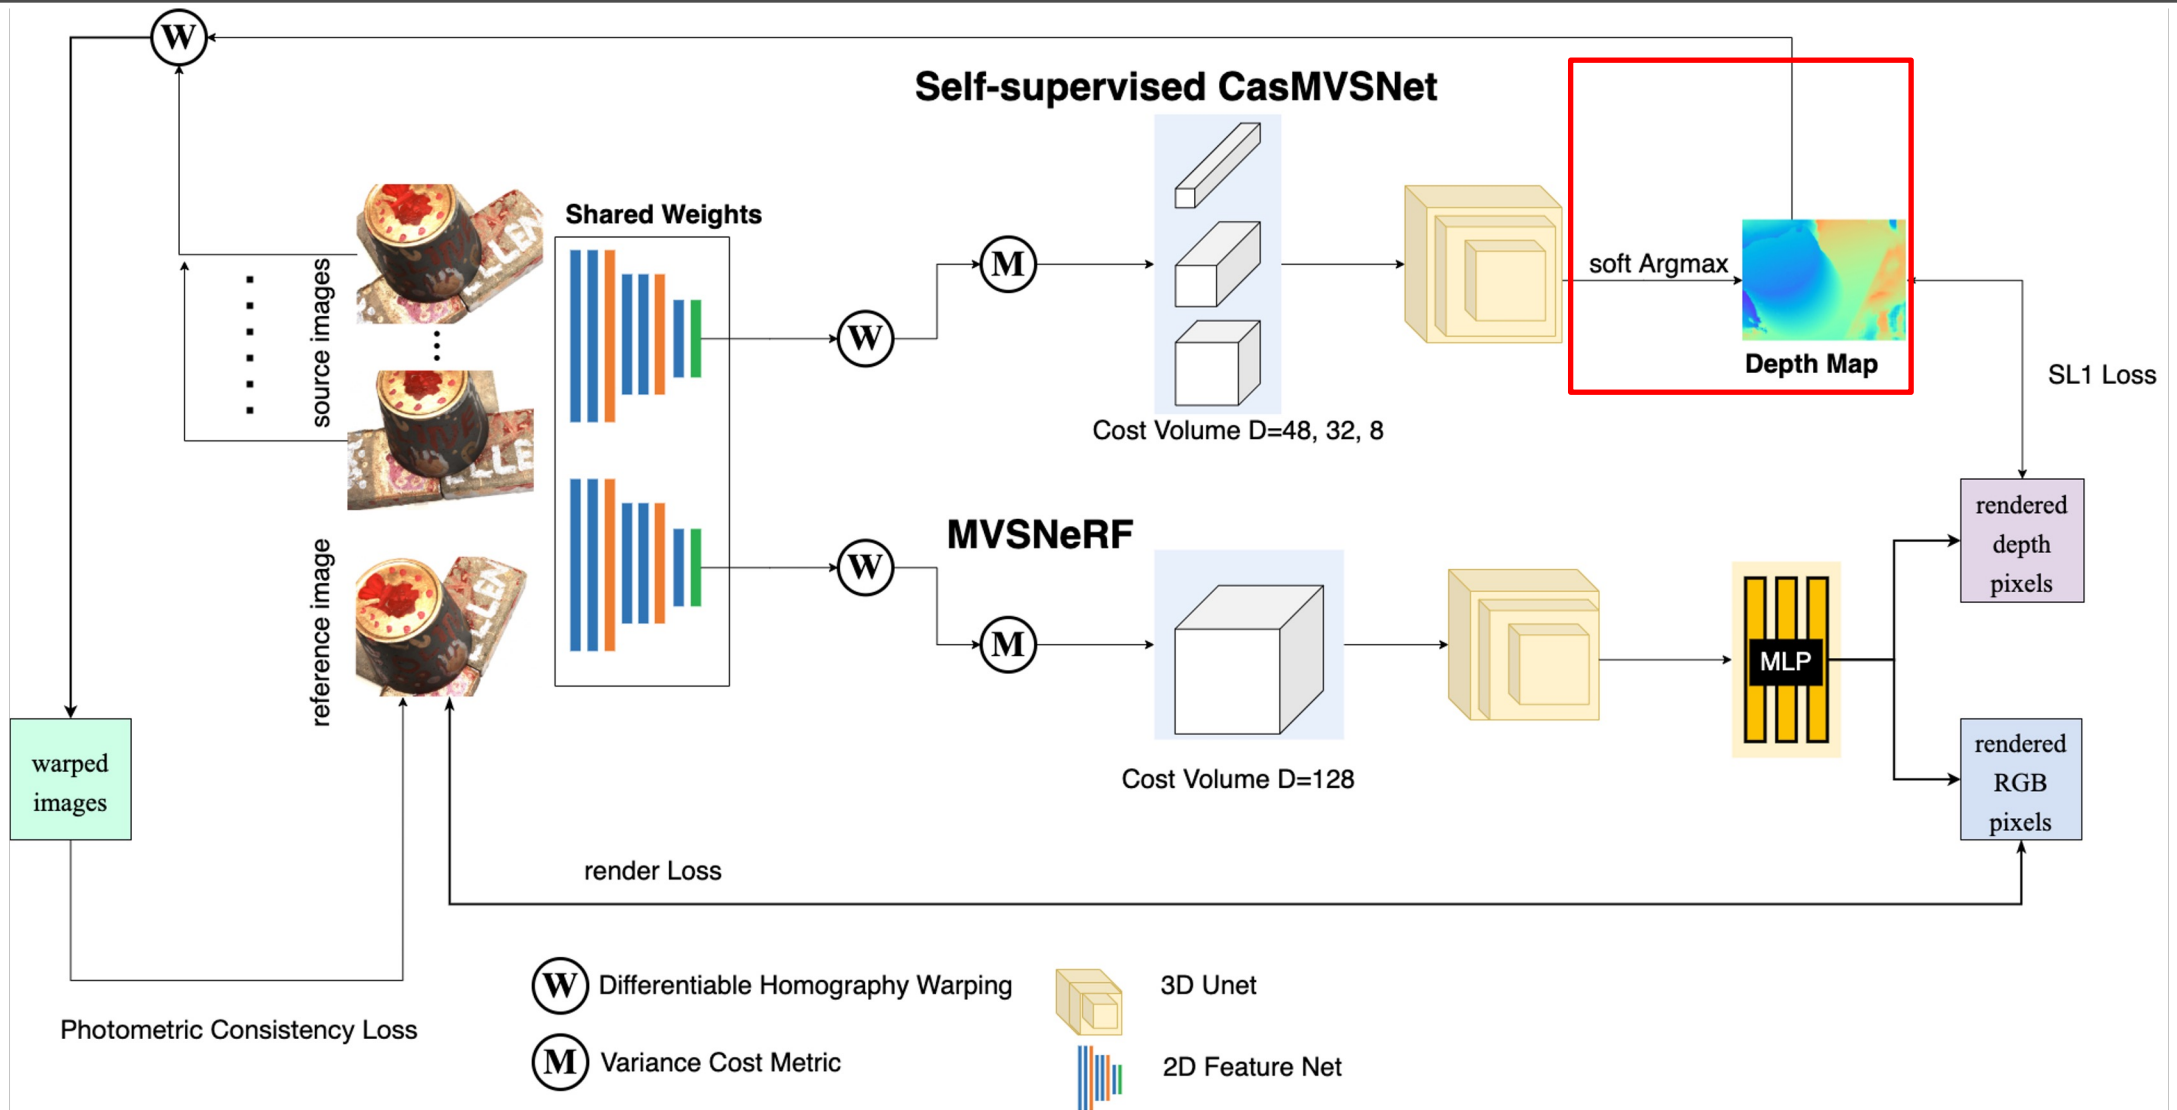 W
Self-supervised CasMVSNet
Shared Weights
source images
W
M
soft Argmax
Depth Map
SL1 Loss
Cost Volume D=48, 32, 8
MVSNeRF
reference image
W
M
MLP
rendered
depth
pixels
Cost Volume D=128
rendered
RGB
pixels
warped
images
render Loss
Photometric Consistency Loss
W Differentiable Homography Warping
3D Unet
M Variance Cost Metric
2D Feature Net